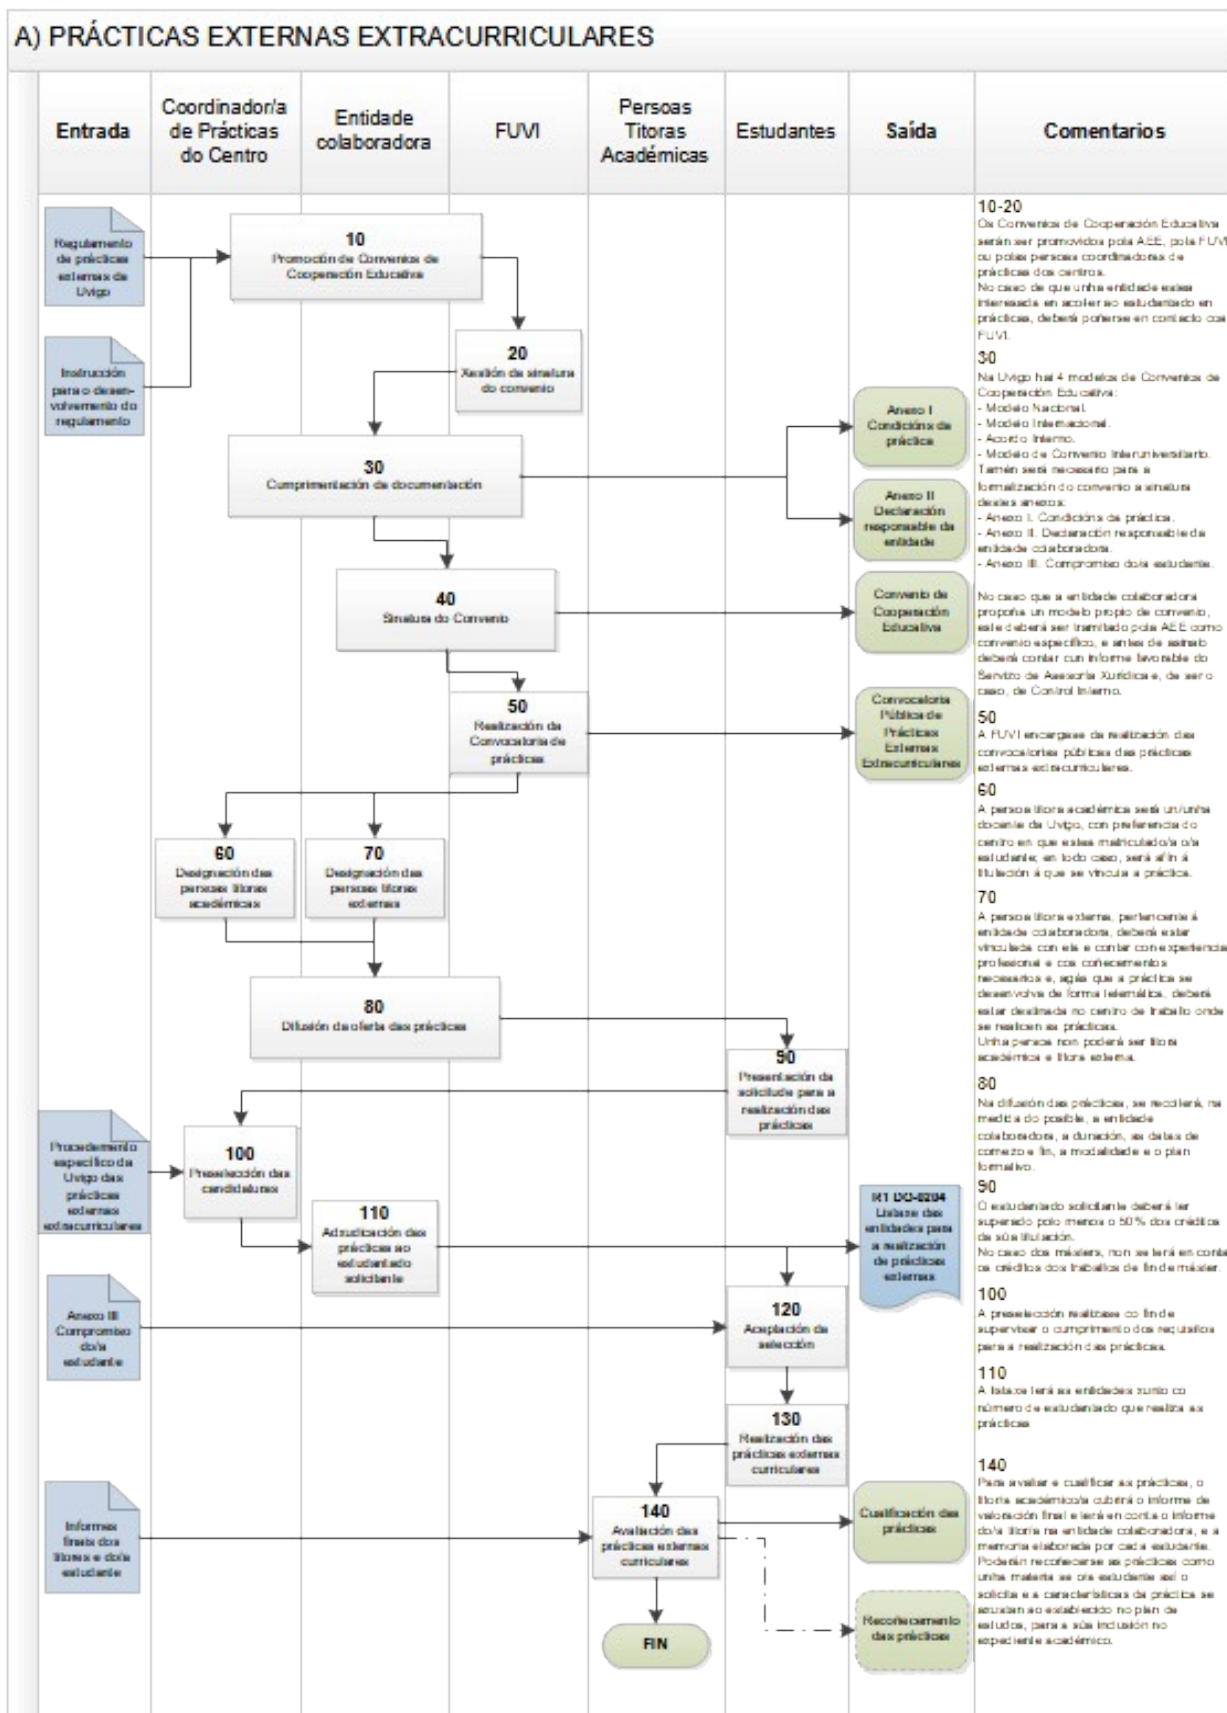 A) PRÁCTICAS EXTERNAS EXTRACURRICULARES
Entrada
Coordinador/a
de Prácticas
do Centro
Entidade
colaboradora
FUVI
Persoas
Titoras
Académicas
Estudantes
Saída
Comentarios
Regulamento
de prácticas
externas de
Uvigo
Instrucción
para o desen-
volvemento do
regulamento
10
Promoción de Convenios de
Cooperación Educativa
20
Xestión da sinatura
do convenio
30
Cumprimentación da documentación
Anexo I
Condicións da
práctica
Anexo II
Declaración
responsable da
entidade
40
Sinatura do Convenio
Convenio de
Cooperación
Educativa
50
Realización da
Convocatoria de
prácticas
Convocatoria
Pública de
Prácticas
Externas
Extracurriculares
60
Designación das
persoas titoras
académicas
70
Designación das
persoas titoras
externas
80
Difusión da oferta das prácticas
90
Presentación da
solicitude para a
realización das
prácticas
Procedemento
específico da
Uvigo das
prácticas
externas
extracurriculares
100
Preselección das
candidaturas
110
Adxudicación das
prácticas ao
estudantado
solicitante
R1 DO-0204
Listaxe das
entidades para
a realización
de prácticas
externas
Anexo III
Compromiso
do/a
estudante
120
Aceptación da
selección
130
Realización das
prácticas externas
curriculares
Informes
finais dos
titores e do/a
estudante
140
Avaliación das
prácticas externas
curriculares
Cualificación das
prácticas
Recoñecemento
das prácticas
FIN
10-20
Os Convenios de Cooperación Educativa
serán ser promovidos pola AEE, pola FUVI
ou polas persoas coordinadoras de
prácticas dos centros.
No caso de que unha entidade estea
interesada en acoller ao estudantado en
prácticas, deberá poñerse en contacto coa
FUVI.
30
Na Uvigo hai 4 modelos de Convenios de
Cooperación Educativa:
- Modelo Nacional.
- Modelo Internacional.
- Acordo Interno.
- Modelo de Convenio Interuniversitario.
Tamén será necesario para a
formalización do convenio a sinatura
destes anexos:
- Anexo I. Condicións da práctica.
- Anexo II. Declaración responsable da
entidade colaboradora.
- Anexo III. Compromiso do/a estudante.
No caso que a entidade colaboradora
propoña un modelo propio de convenio,
este deberá ser tramitado pola AEE como
convenio específico, e antes de asinalo
deberá contar cun informe favorable do
Servizo de Asesoría Xurídica e, de ser o
caso, de Control Interno.
50
A FUVI encárgase da realización das
convocatorias públicas das prácticas
externas extracurriculares.
60
A persoa titora académica será un/unha
docente da Uvigo, con preferencia do
centro en que estea matriculado/a o/a
estudante; en todo caso, será afín á
titulación á que se vincula a práctica.
70
A persoa titora externa, pertencente á
entidade colaboradora, deberá estar
vinculada con ela e contar con experiencia
profesional e cos coñecementos
necesarios e, agás que a práctica se
desenvolva de forma telemática, deberá
estar destinada no centro de traballo onde
se realicen as prácticas.
Unha persoa non poderá ser titora
académica e titora externa.
80
Na difusión das prácticas, se recollerá, na
medida do posible, a entidade
colaboradora, a duración, as datas de
comezo e fin, a modalidade e o plan
formativo.
90
O estudantado solicitante deberá ter
superado polo menos o 50% dos créditos
da súa titulación.
No caso dos másters, non se terá en conta
os créditos dos traballos de fin de máster.
100
A preselección realízase co fin de
supervisar o cumprimento dos requisitos
para a realización das prácticas.
110
A listaxe terá as entidades xunto co
número de estudantado que realiza as
prácticas
140
Para avaliar e cualificar as prácticas, o
titor/a académico/a cubrirá o informe de
valoración final e terá en conta o informe
do/a titor/a na entidade colaboradora, e a
memoria elaborada por cada estudante.
Poderán recoñecerse as prácticas como
unha materia se o/a estudante así o
solicita e a características da práctica se
axustan ao establecido no plan de
estudos, para a súa inclusión no
expediente académico.